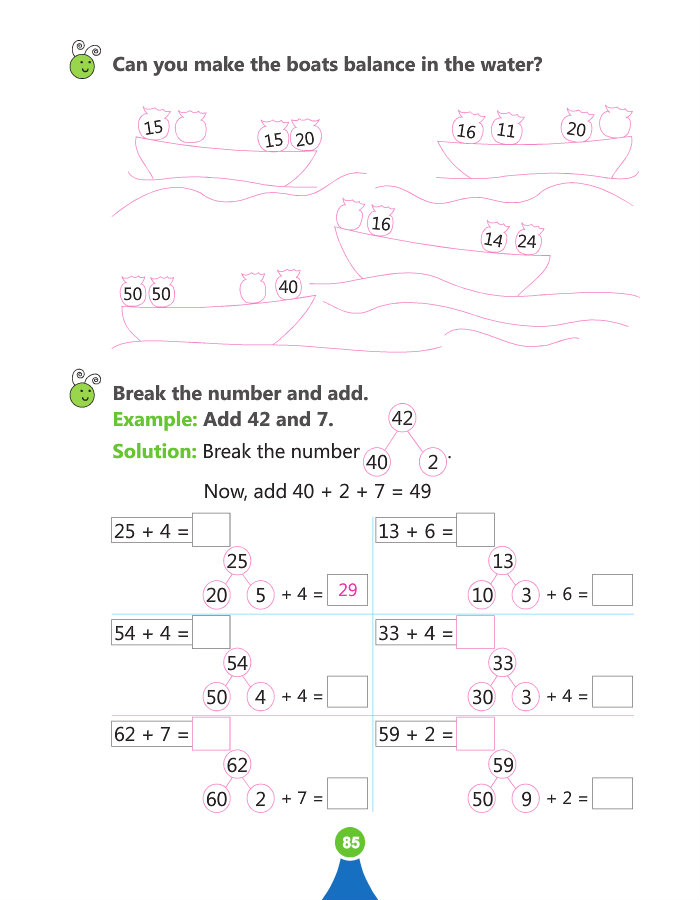 Can you make the boats balance in the water?
15 15 20
16 11 20
16 14 24
50 50 40
Break the number and add.
Example: Add 42 and 7.
42
Solution: Break the number 40 2 .
Now, add 40 + 2 + 7 = 49
25 + 4 =
25
20 5 + 4 = 29
13 + 6 =
13
10 3 + 6 =
54 + 4 =
54
50 4 + 4 =
33 + 4 =
33
30 3 + 4 =
62 + 7 =
62
60 2 + 7 =
59 + 2 =
59
50 9 + 2 =
85